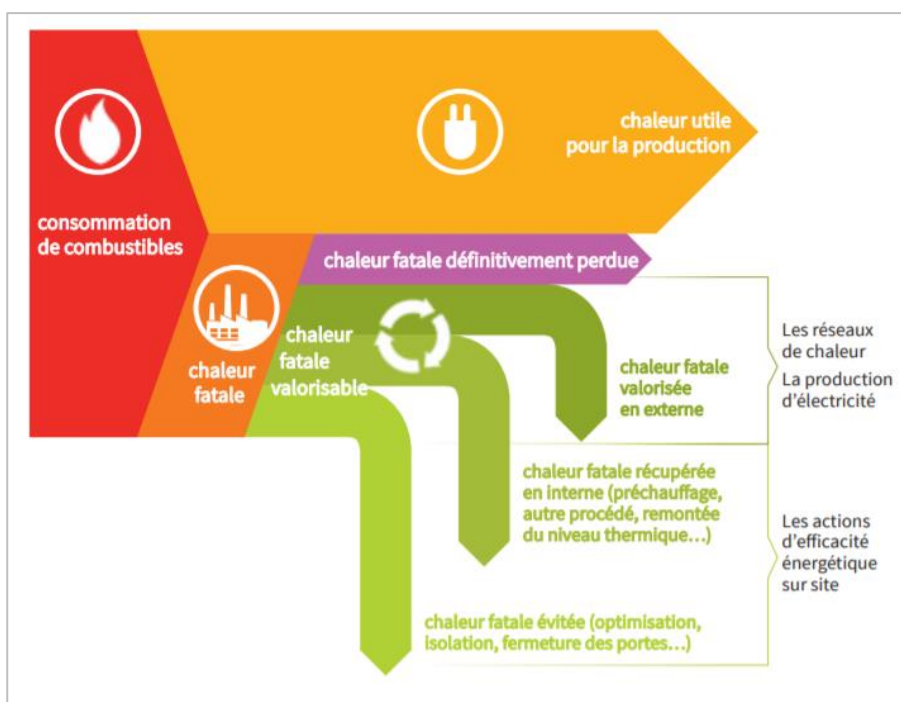 chaleur utile
pour la production
consommation
de combustibles
chaleur fatale définitivement perdue
chaleur
fatale
chaleur
fatale
valorisable
chaleur fatale
valorisée
en externe
Les réseaux
de chaleur
La production
d'électricité
chaleur fatale récupérée
en interne (préchauffage,
autre procédé, remontée
du niveau thermique...)
Les actions
d'efficacité
énergétique
sur site
chaleur fatale évitée (optimisation,
isolation, fermeture des portes...)